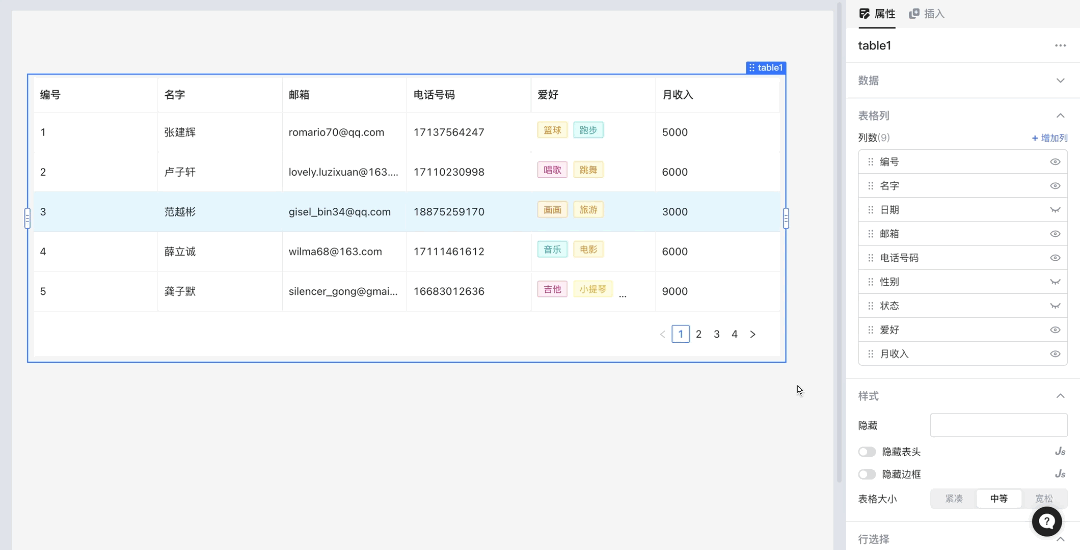 属性 插入
table1
table1
数据
编号 名字 邮箱 电话号码 爱好 月收入
1 张建辉 romario70@qq.com 17137564247 篮球 跑步 5000
2 卢子轩 lovely.luzixuan@163.... 17110230998 唱歌 跳舞 6000
3 范越彬 gisel_bin34@qq.com 18875259170 画画 旅游 3000
4 薛立诚 wilma68@163.com 17111461612 音乐 电影 6000
5 龚子默 silencer_gong@gmai... 16683012636 吉他 小提琴 ... 9000
< 1 2 3 4 >
表格列
列数(9) + 增加列
编号
名字
日期
邮箱
电话号码
性别
状态
爱好
月收入
样式
隐藏
隐藏表头 Js
隐藏边框 Js
表格大小 紧凑 中等 宽松
?
行选择